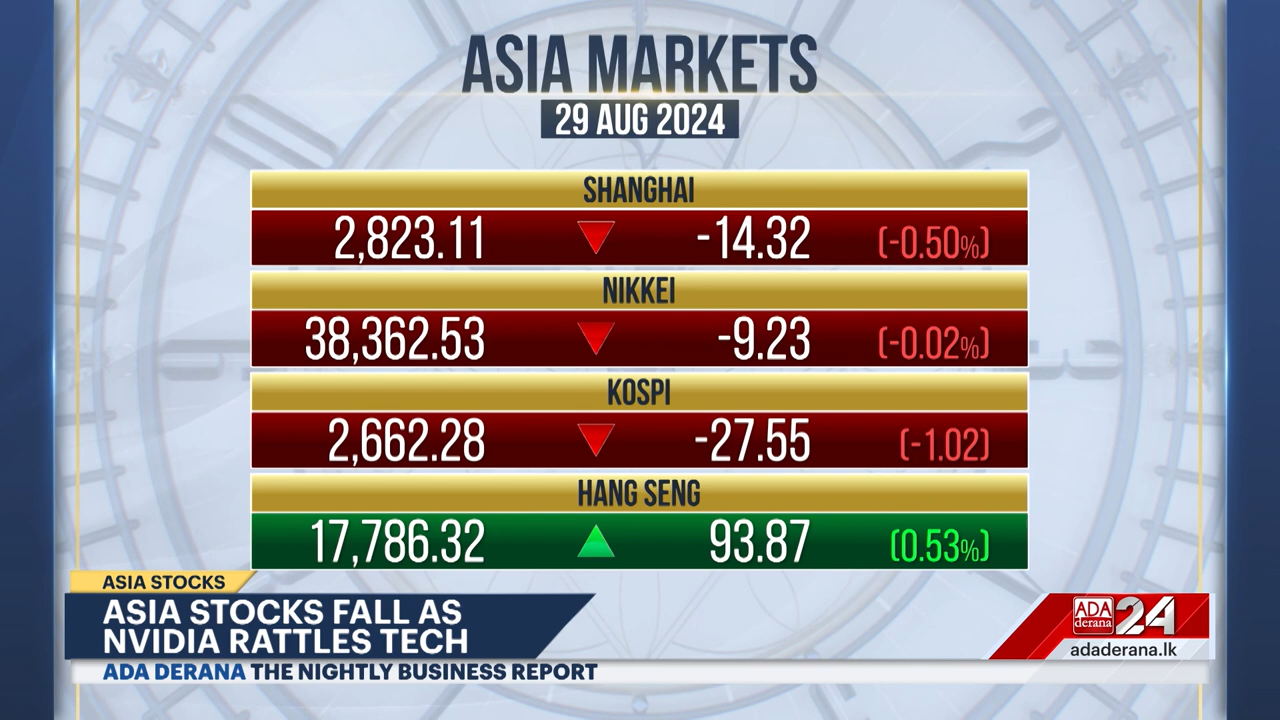 ASIA MARKETS
29 AUG 2024
SHANGHAI
2,823.11 -14.32 (-0.50%)
NIKKEI
38,362.53 -9.23 (-0.02%)
KOSPI
2,662.28 -27.55 (-1.02)
HANG SENG
17,786.32 93.87 (0.53%)
ASIA STOCKS
ASIA STOCKS FALL AS
NVIDIA RATTLES TECH
ADA DERANA THE NIGHTLY BUSINESS REPORT
ADA
derana 24
adaderana.lk